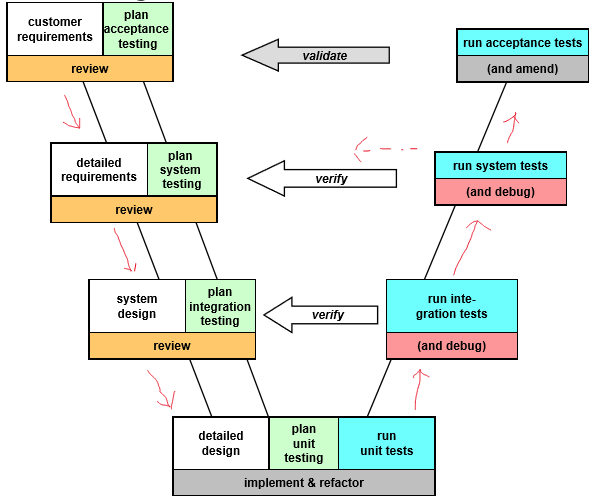 customer
requirements
plan
acceptance
testing
review
validate
run acceptance tests
(and amend)
detailed
requirements
plan
system
testing
review
verify
run system tests
(and debug)
system
design
plan
integration
testing
review
verify
run inte-
gration tests
(and debug)
detailed
design
plan
unit
testing
run
unit tests
implement & refactor